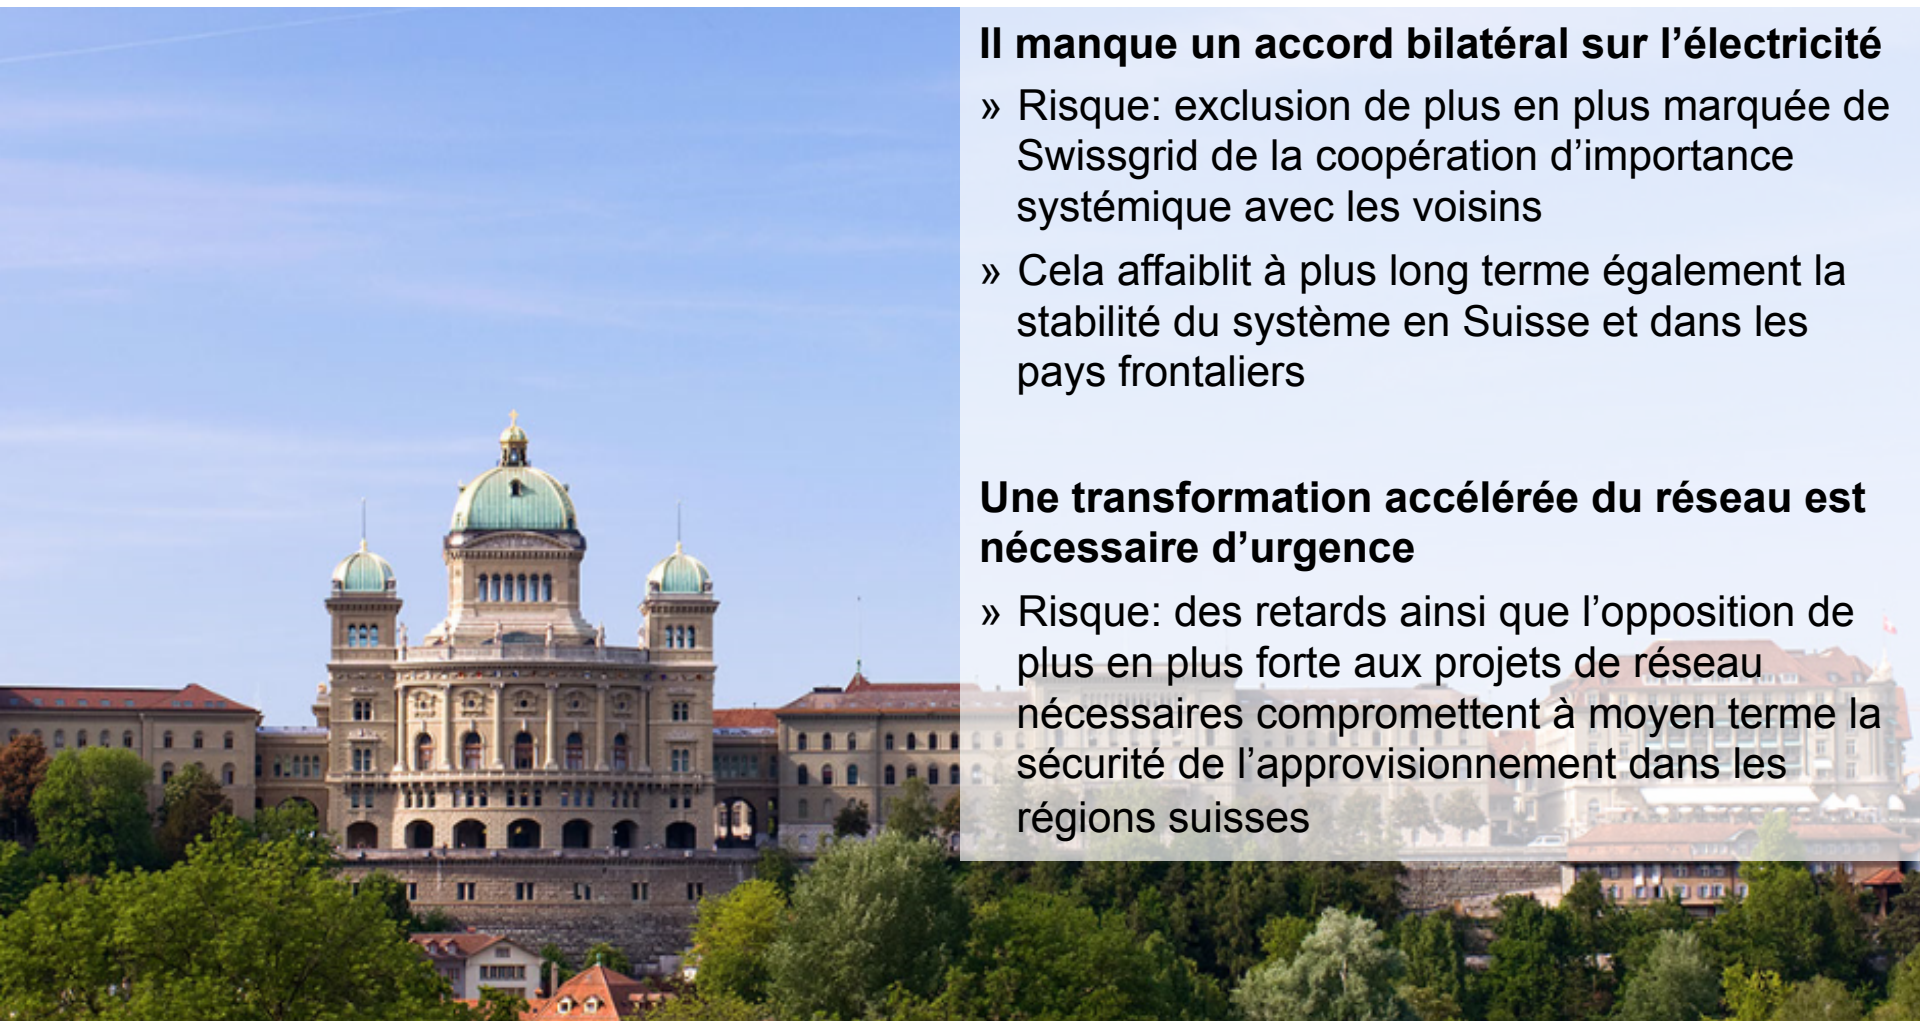 Il manque un accord bilatéral sur l’électricité
» Risque: exclusion de plus en plus marquée de
Swissgrid de la coopération d’importance
systémique avec les voisins
» Cela affaiblit à plus long terme également la
stabilité du système en Suisse et dans les
pays frontaliers
Une transformation accélérée du réseau est
nécessaire d’urgence
» Risque: des retards ainsi que l’opposition de
plus en plus forte aux projets de réseau
nécessaires compromettent à moyen terme la
sécurité de l’approvisionnement dans les
régions suisses